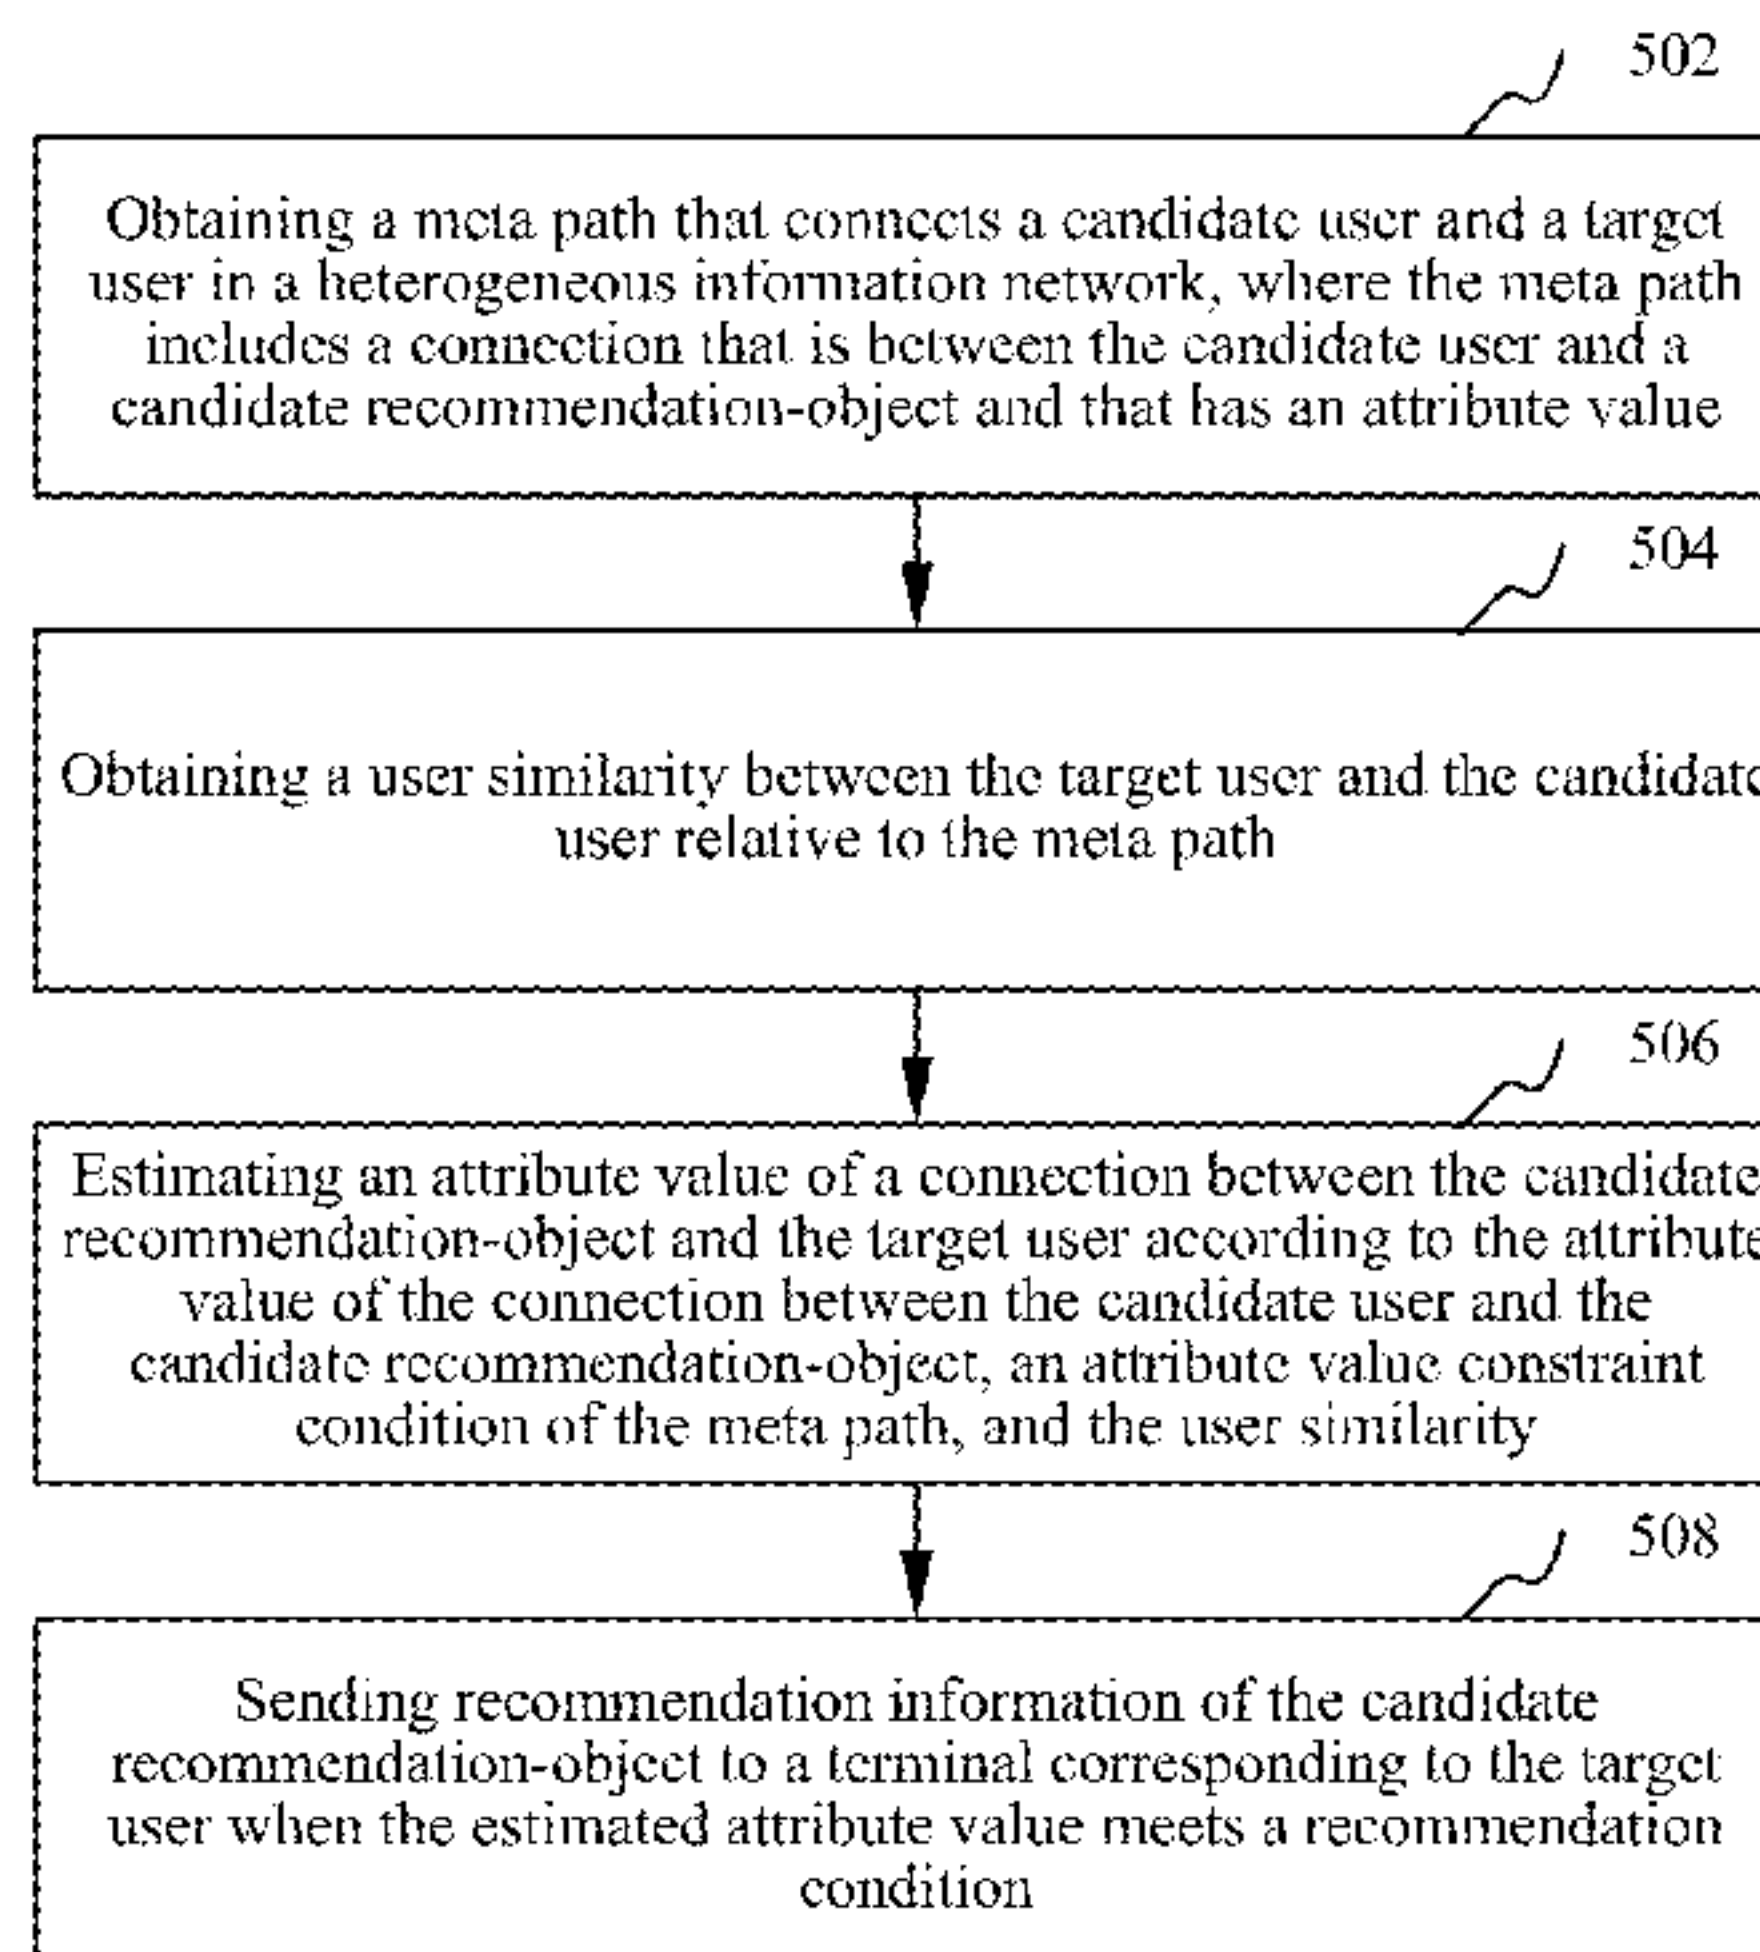 502
Obtaining a meta path that connects a candidate user and a target
user in a heterogeneous information network, where the meta path
includes a connection that is between the candidate user and a
candidate recommendation-object and that has an attribute value
504
Obtaining a user similarity between the target user and the candidate
user relative to the meta path
506
Estimating an attribute value of a connection between the candidate
recommendation-object and the target user according to the attribute
value of the connection between the candidate user and the
candidate recommendation-object, an attribute value constraint
condition of the meta path, and the user similarity
508
Sending recommendation information of the candidate
recommendation-object to a terminal corresponding to the target
user when the estimated attribute value meets a recommendation
condition